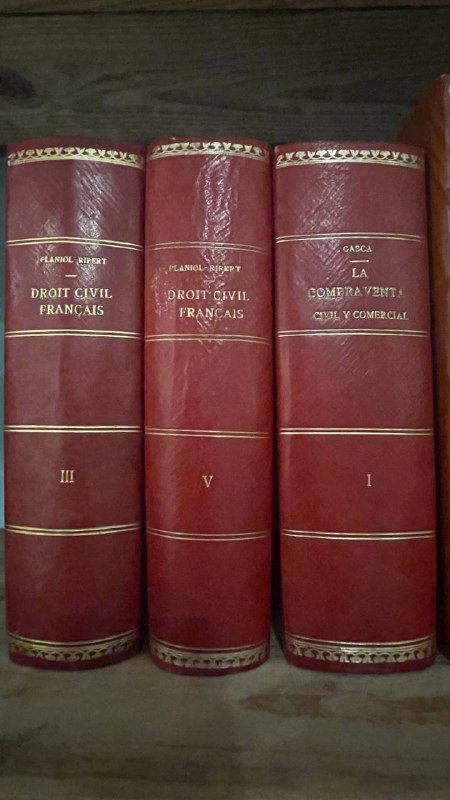 PLANIOL-RIPERT
DROIT CIVIL
FRANÇAIS
III
PLANIOL-RIPERT
DROIT CIVIL
FRANÇAIS
V
GASCA
LA
COMPRAVENTA
CIVIL Y COMERCIAL
I